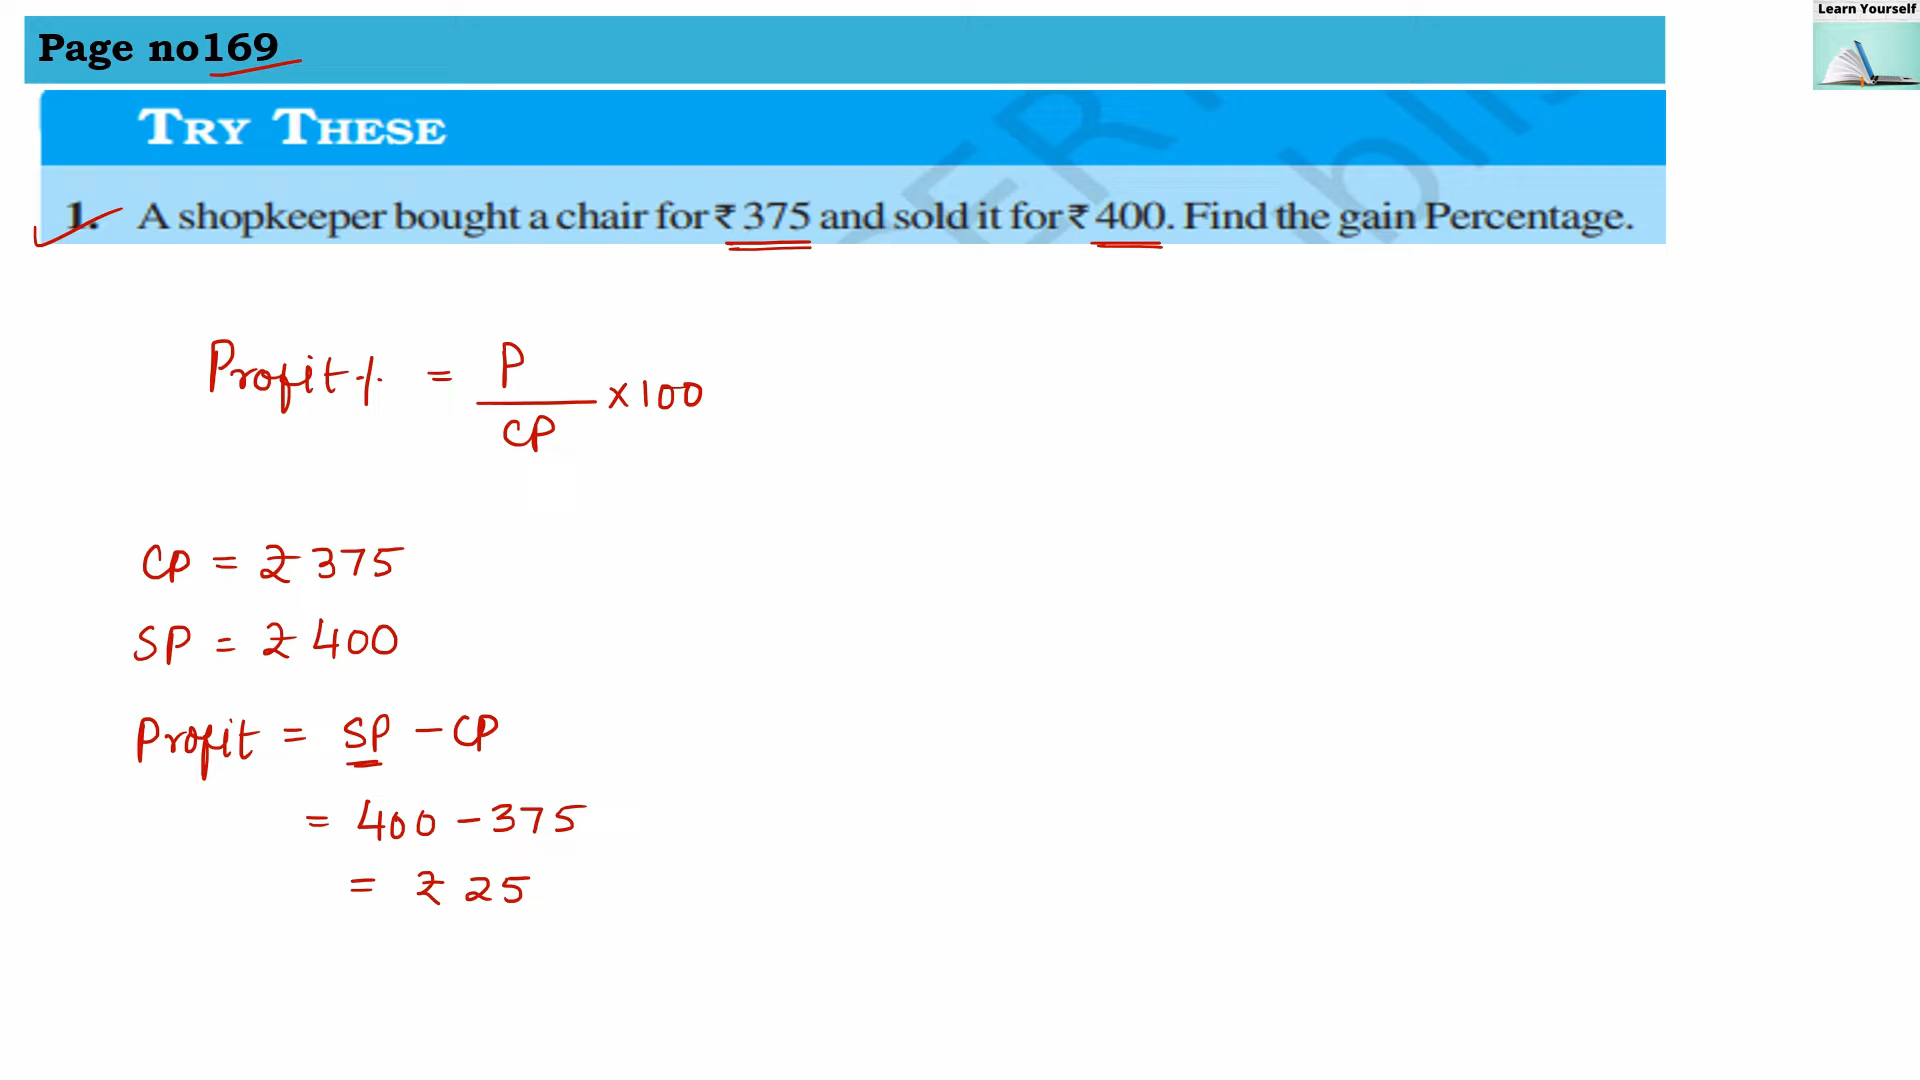 Learn Yourself
Page no169
TRY THESE
1. A shopkeeper bought a chair for ₹ 375 and sold it for ₹ 400. Find the gain Percentage.
Profit % = P / CP × 100
CP = ₹ 375
SP = ₹ 400
Profit = SP - CP
= 400 - 375
= ₹ 25